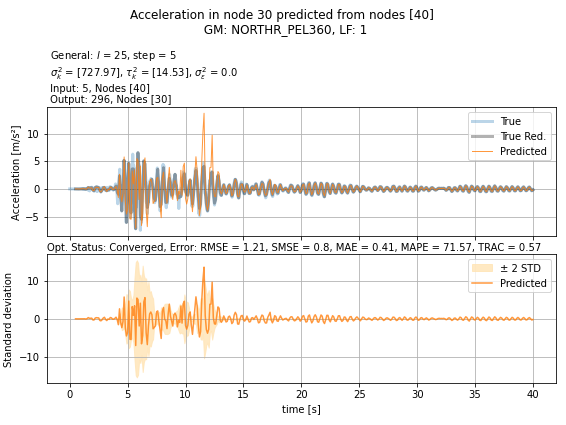 Acceleration in node 30 predicted from nodes [40]
GM: NORTHR_PEL360, LF: 1
General: l = 25, step = 5
σ²ₖ = [727.97], τ²ₖ = [14.53], σ²ε = 0.0
Input: 5, Nodes [40]
Output: 296, Nodes [30]
True
True Red.
Predicted
Acceleration [m/s²]
10
5
0
−5
Opt. Status: Converged, Error: RMSE = 1.21, SMSE = 0.8, MAE = 0.41, MAPE = 71.57, TRAC = 0.57
± 2 STD
Predicted
Standard deviation
10
0
−10
0 5 10 15 20 25 30 35 40
time [s]